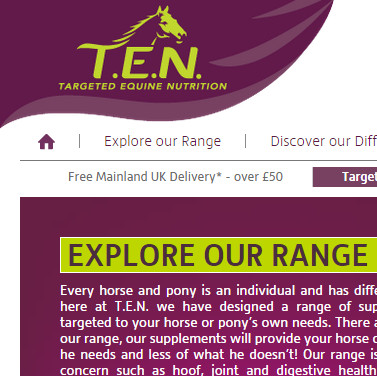 T.E.N.
TARGETED EQUINE NUTRITION
Explore our Range
Discover our Diff
Free Mainland UK Delivery* - over £50
Targe
EXPLORE OUR RANGE
Every horse and pony is an individual and has diffe
here at T.E.N. we have designed a range of sup
targeted to your horse or pony's own needs. There a
our range, our supplements will provide your horse o
he needs and less of what he doesn't! Our range is
concern such as hoof, joint and digestive health